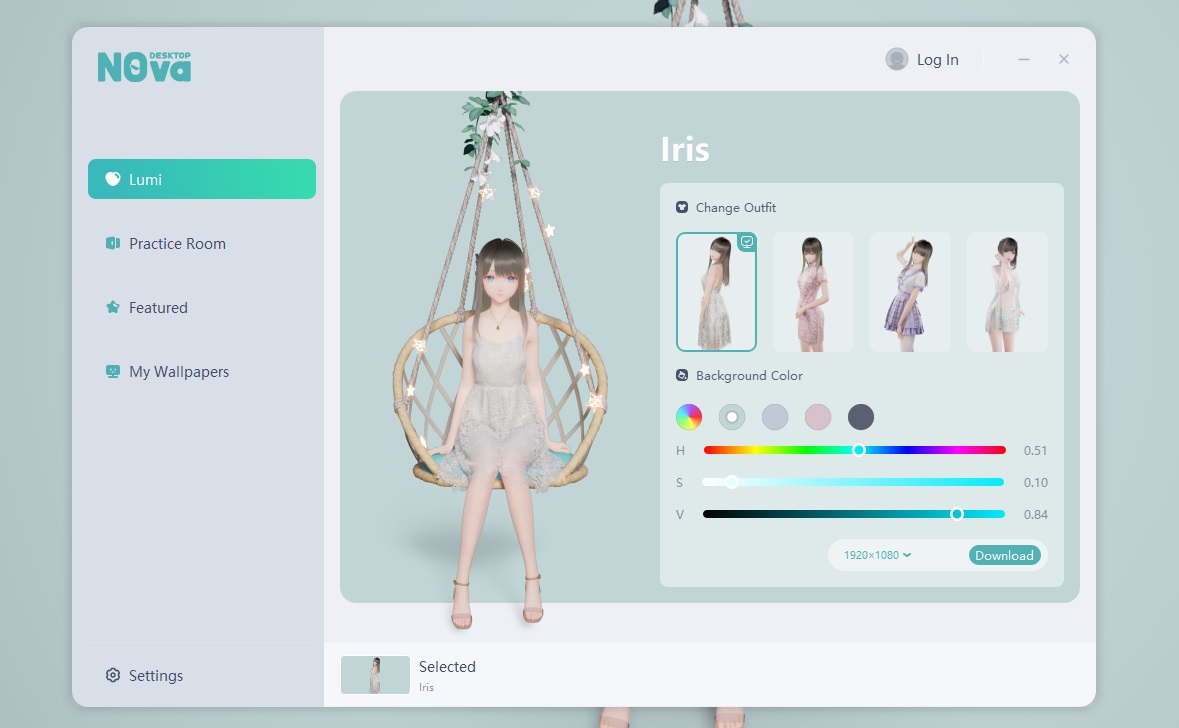 DESKTOP
NOva
Log In
Lumi
Practice Room
Featured
My Wallpapers
Settings
Iris
Change Outfit
Background Color
H 0.51
S 0.10
V 0.84
1920×1080
Download
Selected
Iris